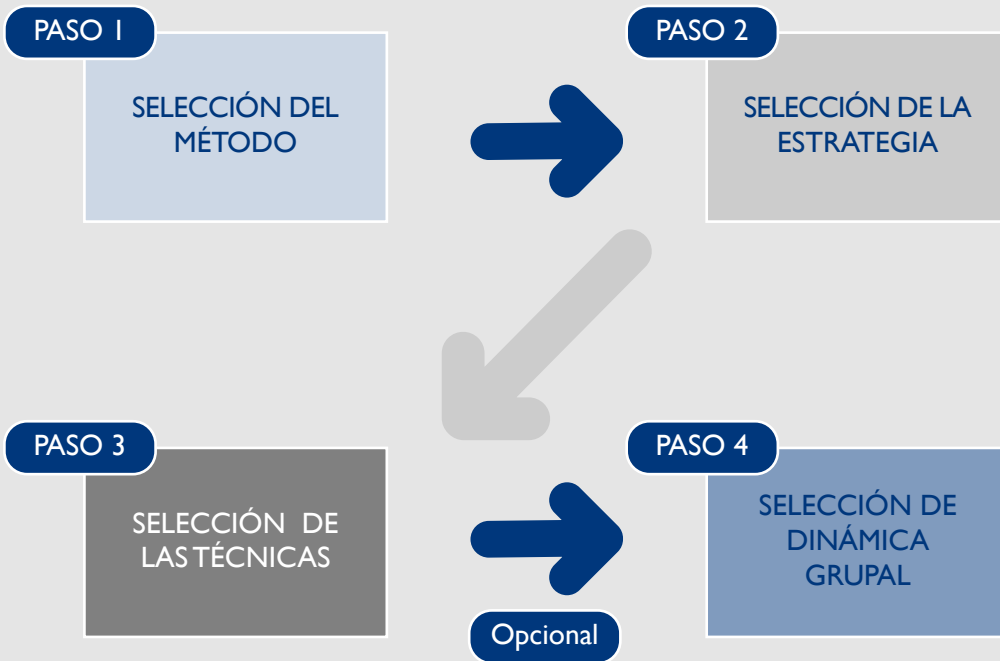 PASO 1
SELECCIÓN DEL
MÉTODO
PASO 2
SELECCIÓN DE LA
ESTRATEGIA
PASO 3
SELECCIÓN DE
LAS TÉCNICAS
Opcional
PASO 4
SELECCIÓN DE
DINÁMICA
GRUPAL